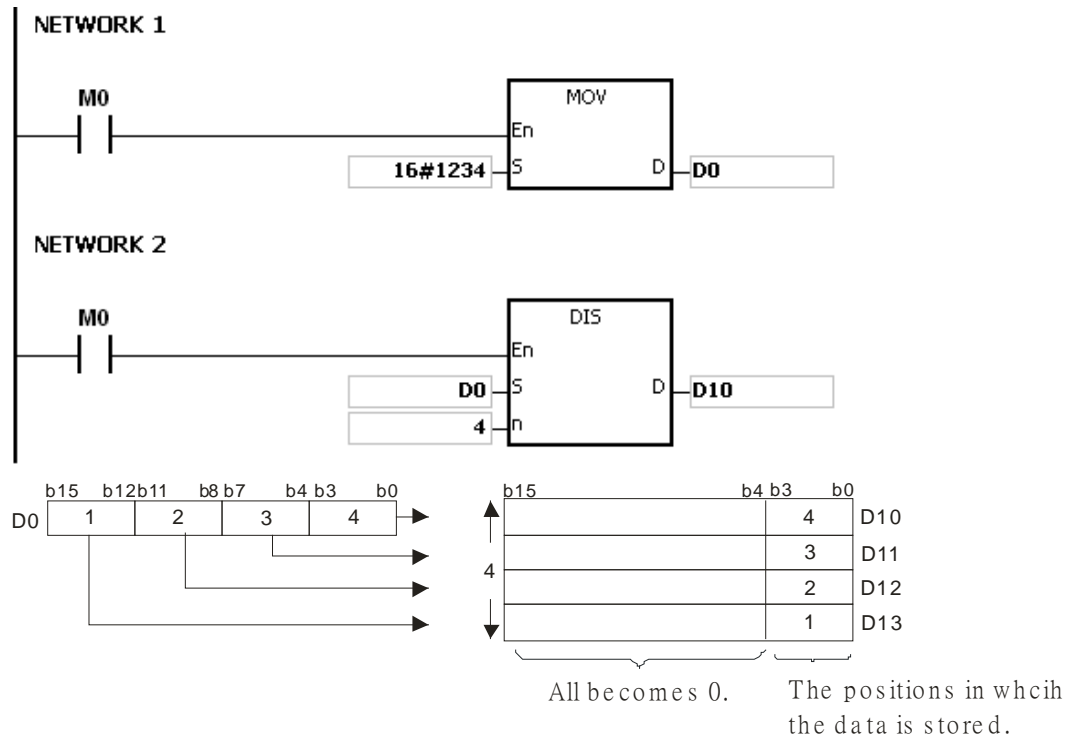 NETWORK 1
M0
MOV
En
16#1234 S D D0
NETWORK 2
M0
DIS
En
D0 S D D10
4 n
b15 b12 b11 b8 b7 b4 b3 b0
D0 1 2 3 4
b15 b4 b3 b0
4 D10
3 D11
4
2 D12
1 D13
All becomes 0.
The positions in whcih
the data is stored.